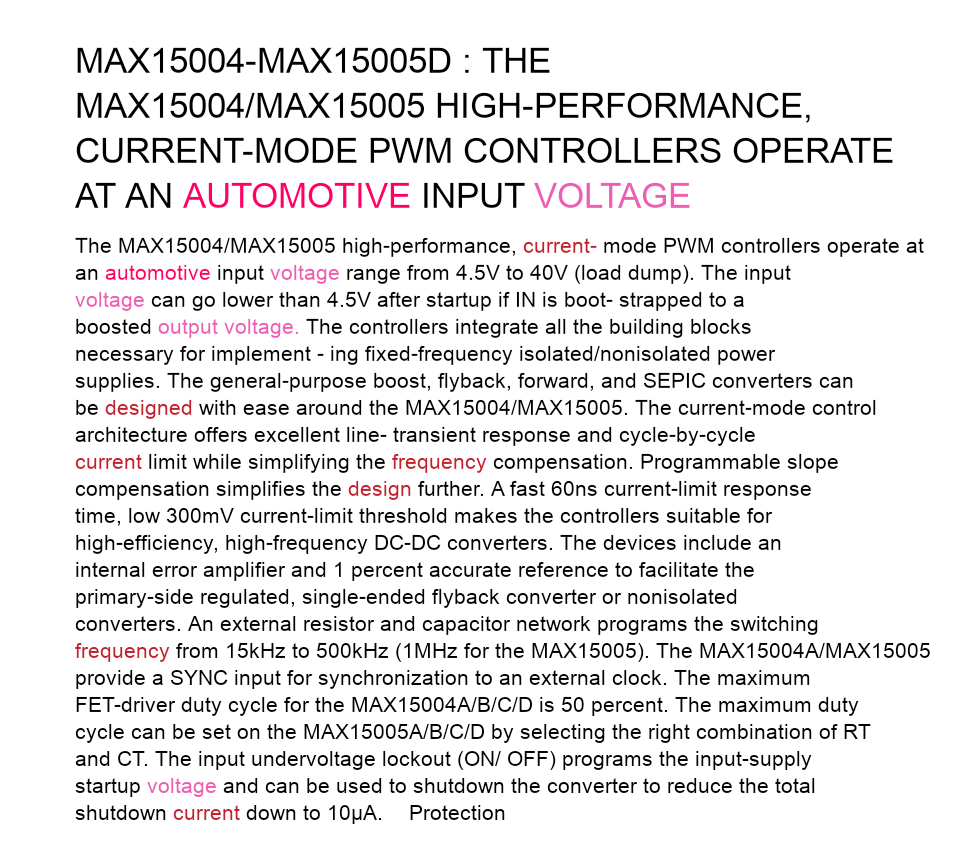 MAX15004-MAX15005D : THE
MAX15004/MAX15005 HIGH-PERFORMANCE,
CURRENT-MODE PWM CONTROLLERS OPERATE
AT AN AUTOMOTIVE INPUT VOLTAGE
The MAX15004/MAX15005 high-performance, current- mode PWM controllers operate at
an automotive input voltage range from 4.5V to 40V (load dump). The input
voltage can go lower than 4.5V after startup if IN is boot- strapped to a
boosted output voltage. The controllers integrate all the building blocks
necessary for implement - ing fixed-frequency isolated/nonisolated power
supplies. The general-purpose boost, flyback, forward, and SEPIC converters can
be designed with ease around the MAX15004/MAX15005. The current-mode control
architecture offers excellent line- transient response and cycle-by-cycle
current limit while simplifying the frequency compensation. Programmable slope
compensation simplifies the design further. A fast 60ns current-limit response
time, low 300mV current-limit threshold makes the controllers suitable for
high-efficiency, high-frequency DC-DC converters. The devices include an
internal error amplifier and 1 percent accurate reference to facilitate the
primary-side regulated, single-ended flyback converter or nonisolated
converters. An external resistor and capacitor network programs the switching
frequency from 15kHz to 500kHz (1MHz for the MAX15005). The MAX15004A/MAX15005
provide a SYNC input for synchronization to an external clock. The maximum
FET-driver duty cycle for the MAX15004A/B/C/D is 50 percent. The maximum duty
cycle can be set on the MAX15005A/B/C/D by selecting the right combination of RT
and CT. The input undervoltage lockout (ON/ OFF) programs the input-supply
startup voltage and can be used to shutdown the converter to reduce the total
shutdown current down to 10µA. Protection